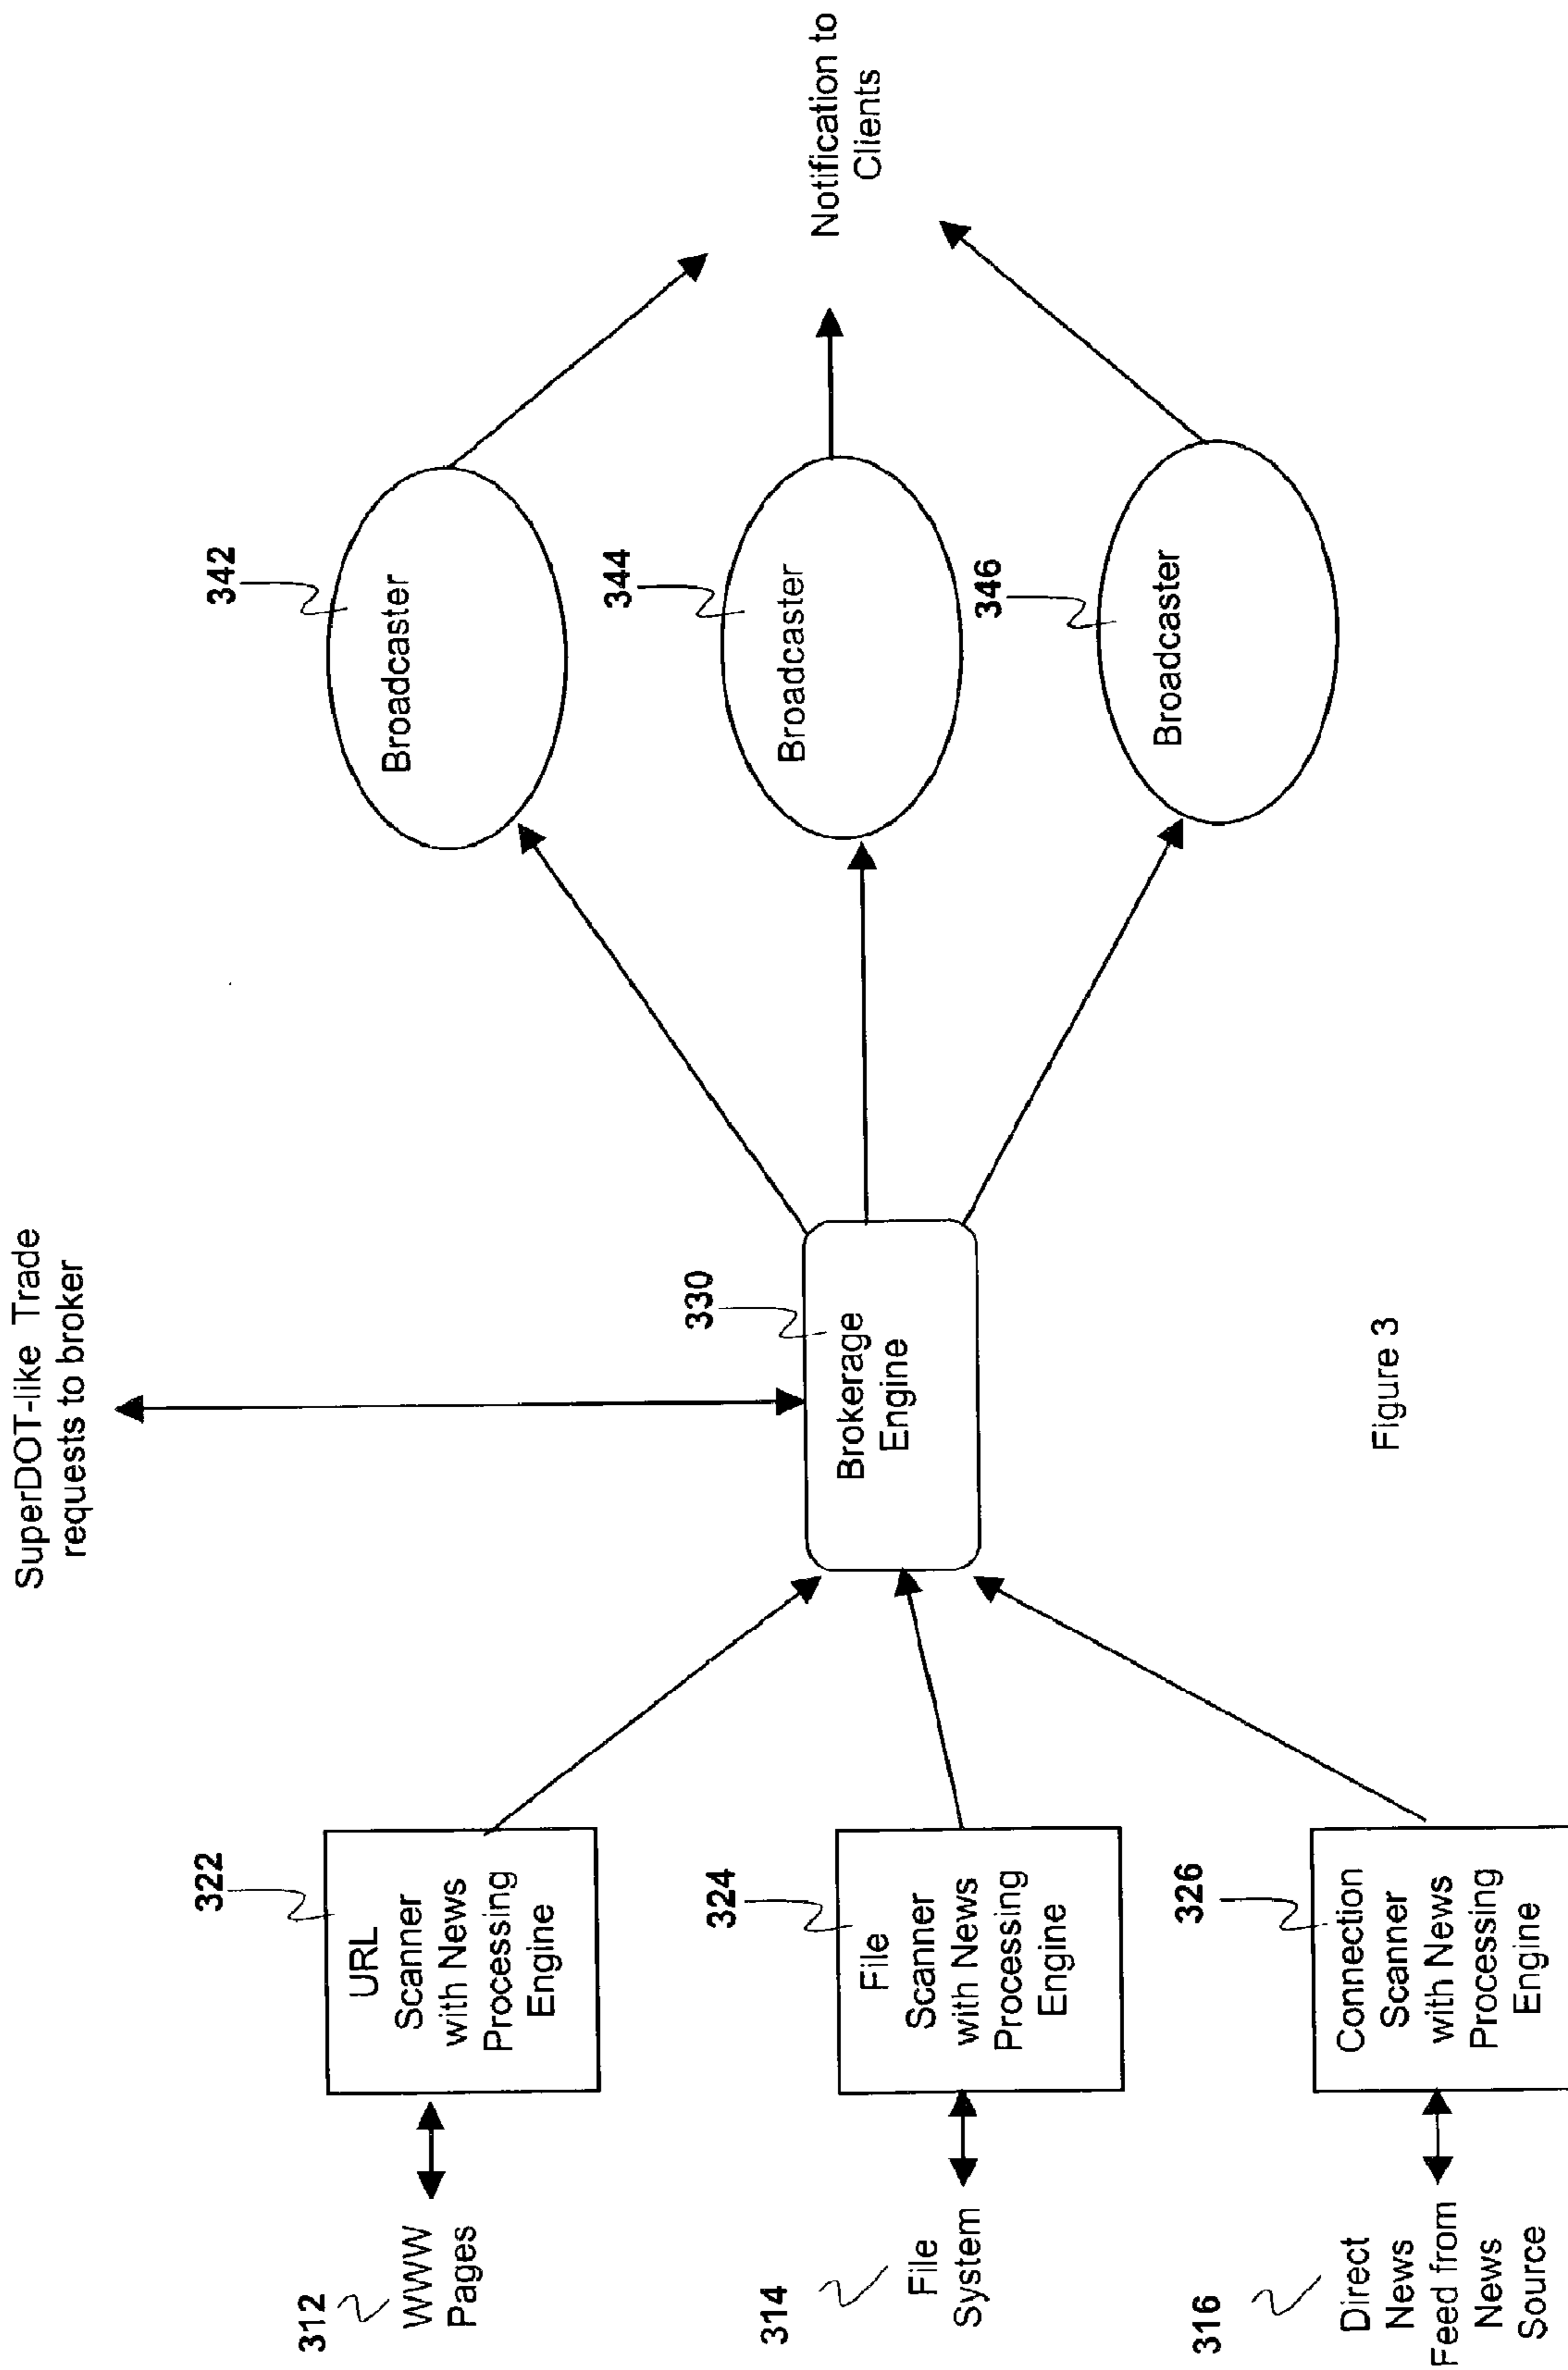 SuperDOT-like Trade
requests to broker
312
WWW
Pages
322
URL
Scanner
with News
Processing
Engine
342
Broadcaster
314
File
System
324
File
Scanner
with News
Processing
Engine
330
Brokerage
Engine
344
Broadcaster
Notification to
Clients
316
Direct
News
Feed from
News
Source
326
Connection
Scanner
with News
Processing
Engine
346
Broadcaster
Figure 3